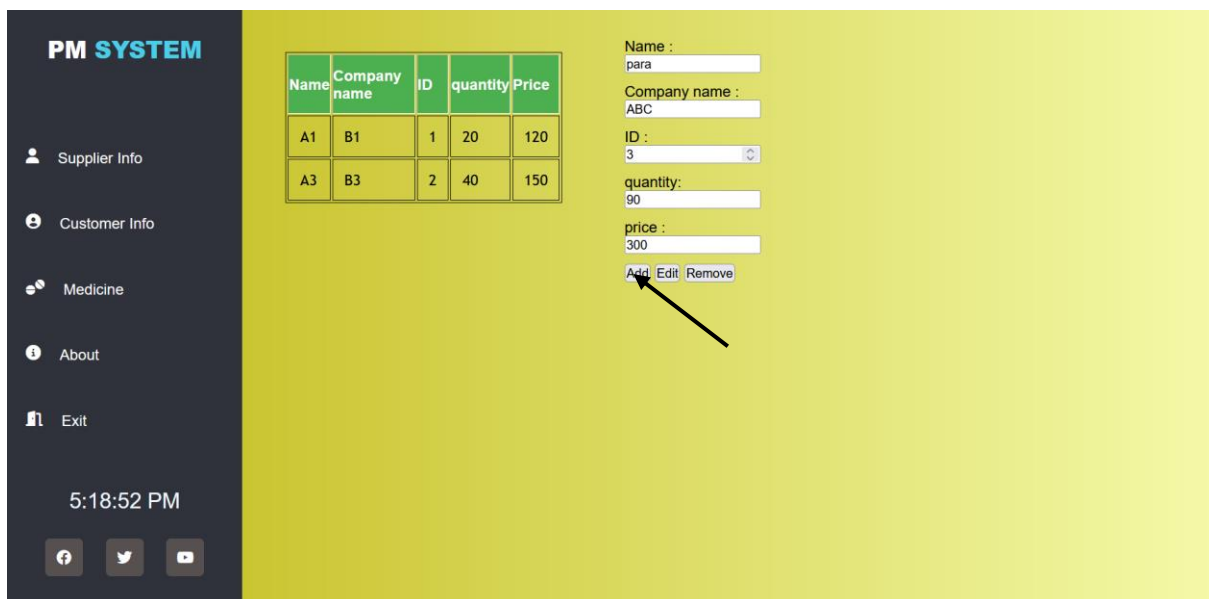 PM SYSTEM
Supplier Info
Customer Info
Medicine
About
Exit
5:18:52 PM
Name Company name ID quantity Price
A1 B1 1 20 120
A3 B3 2 40 150
Name :
para
Company name :
ABC
ID :
3
quantity:
90
price :
300
Add Edit Remove